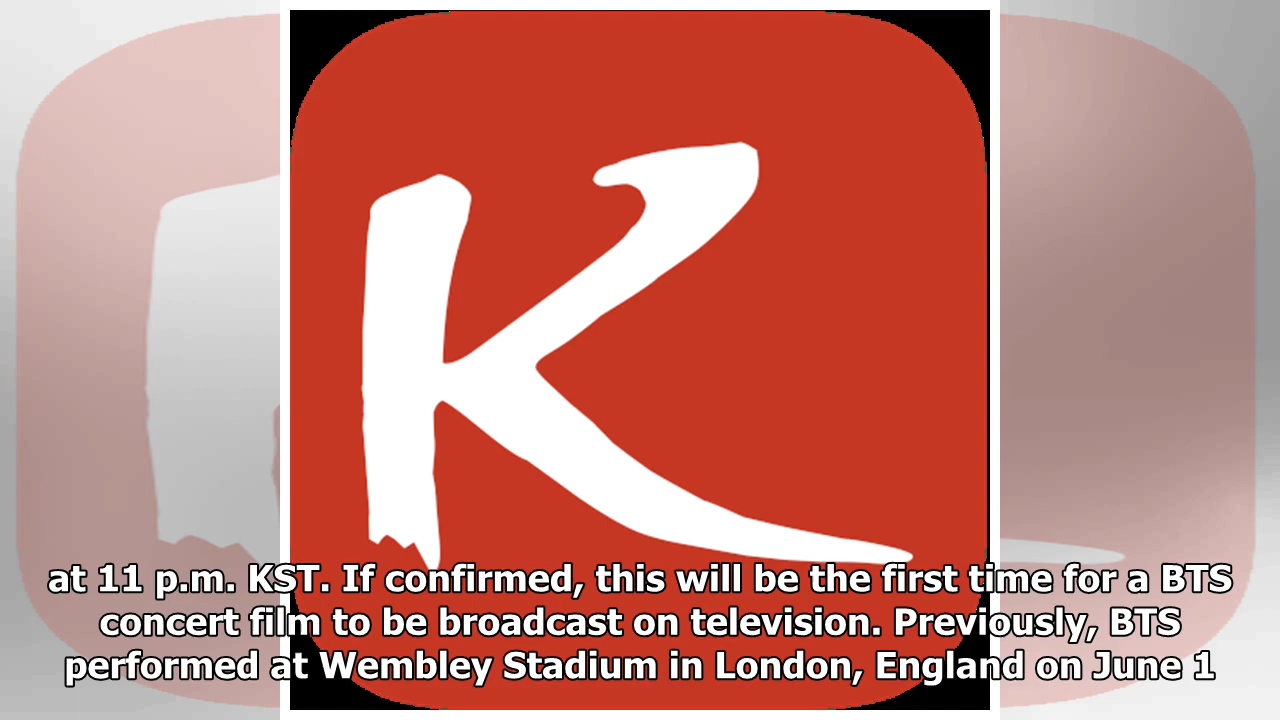 K
at 11 p.m. KST. If confirmed, this will be the first time for a BTS
concert film to be broadcast on television. Previously, BTS
performed at Wembley Stadium in London, England on June 1